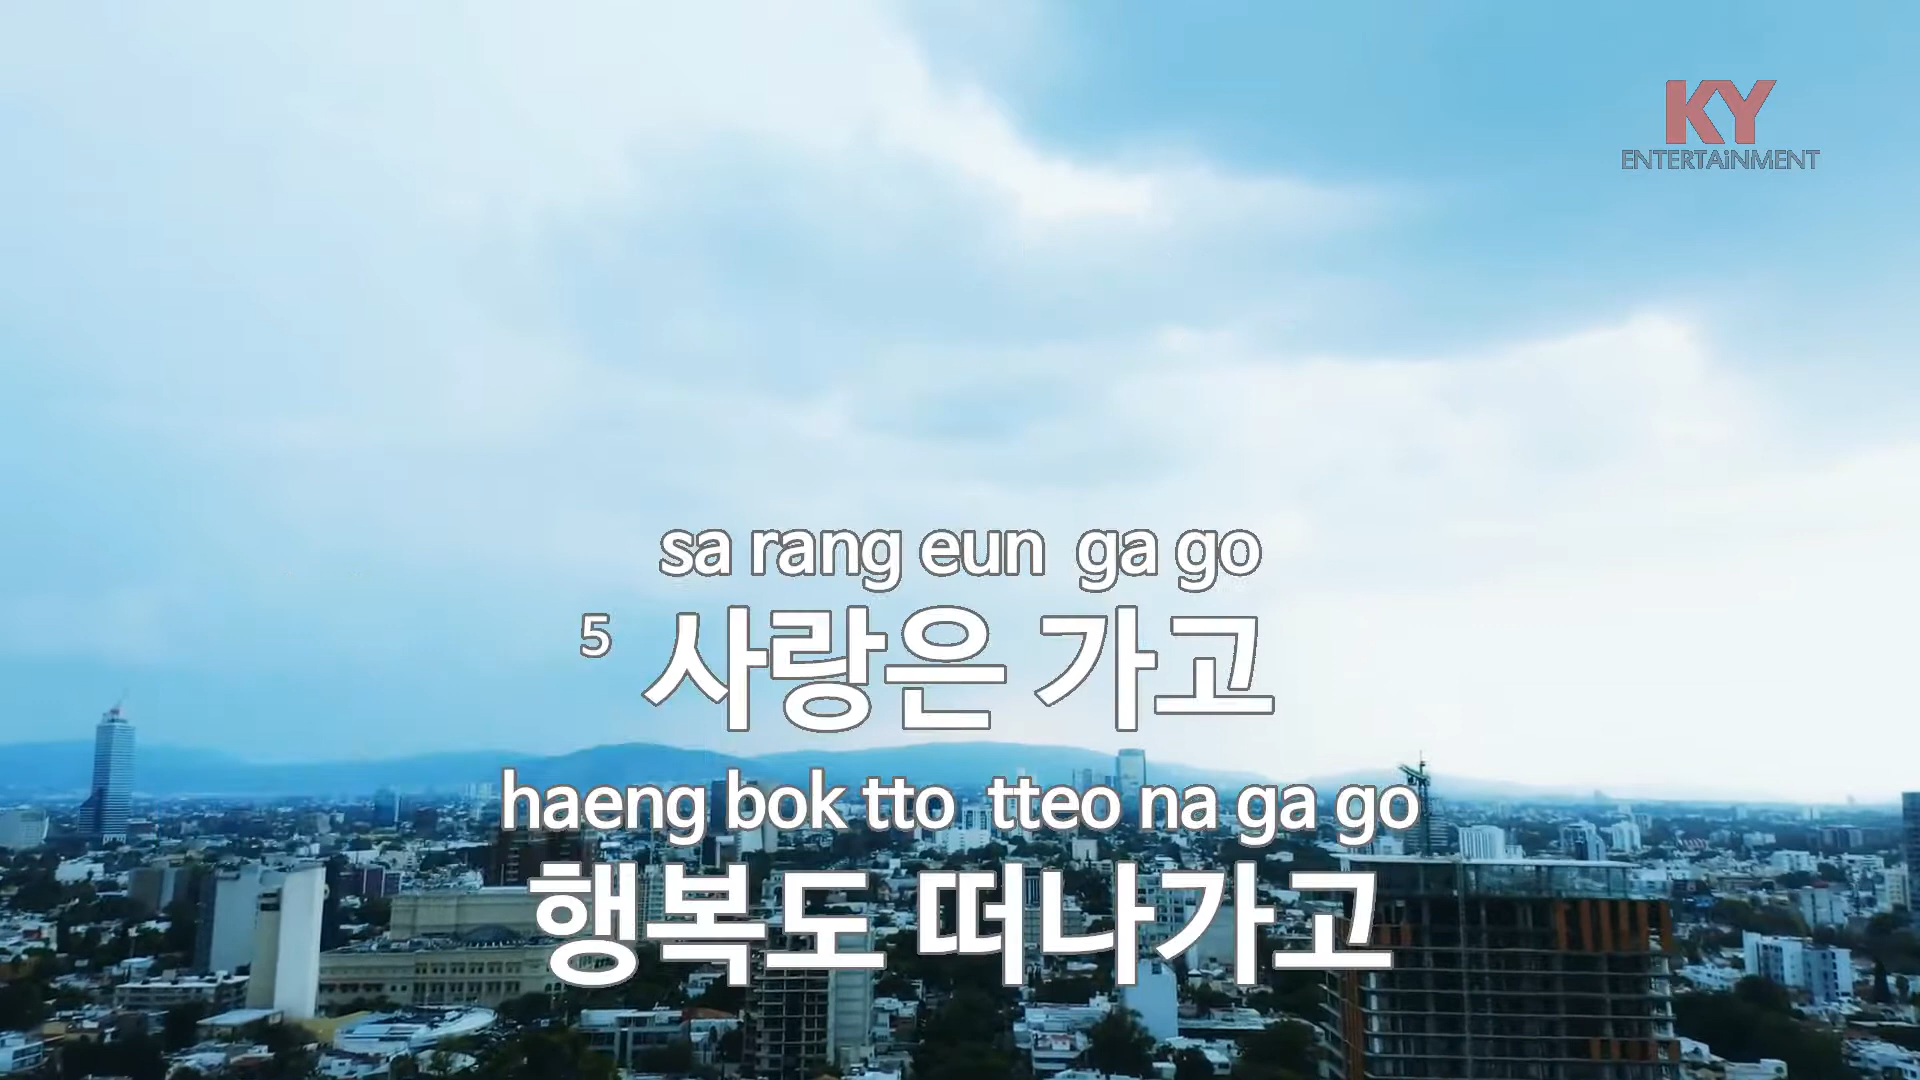 KY
ENTERTAiNMENT
sa rang eun ga go
5 사랑은 가고
haeng bok tto tteo na ga go
행복도 떠나가고